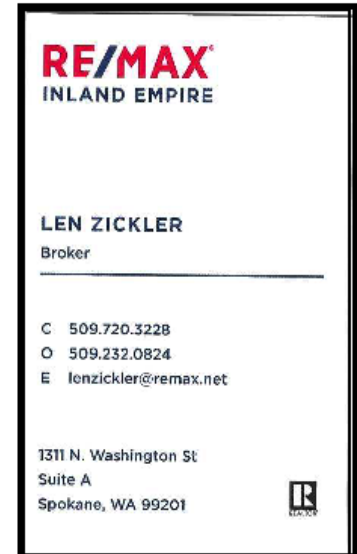 RE/MAX
INLAND EMPIRE
LEN ZICKLER
Broker
C 509.720.3228
O 509.232.0824
E lenzickler@remax.net
1311 N. Washington St
Suite A
Spokane, WA 99201
REALTOR